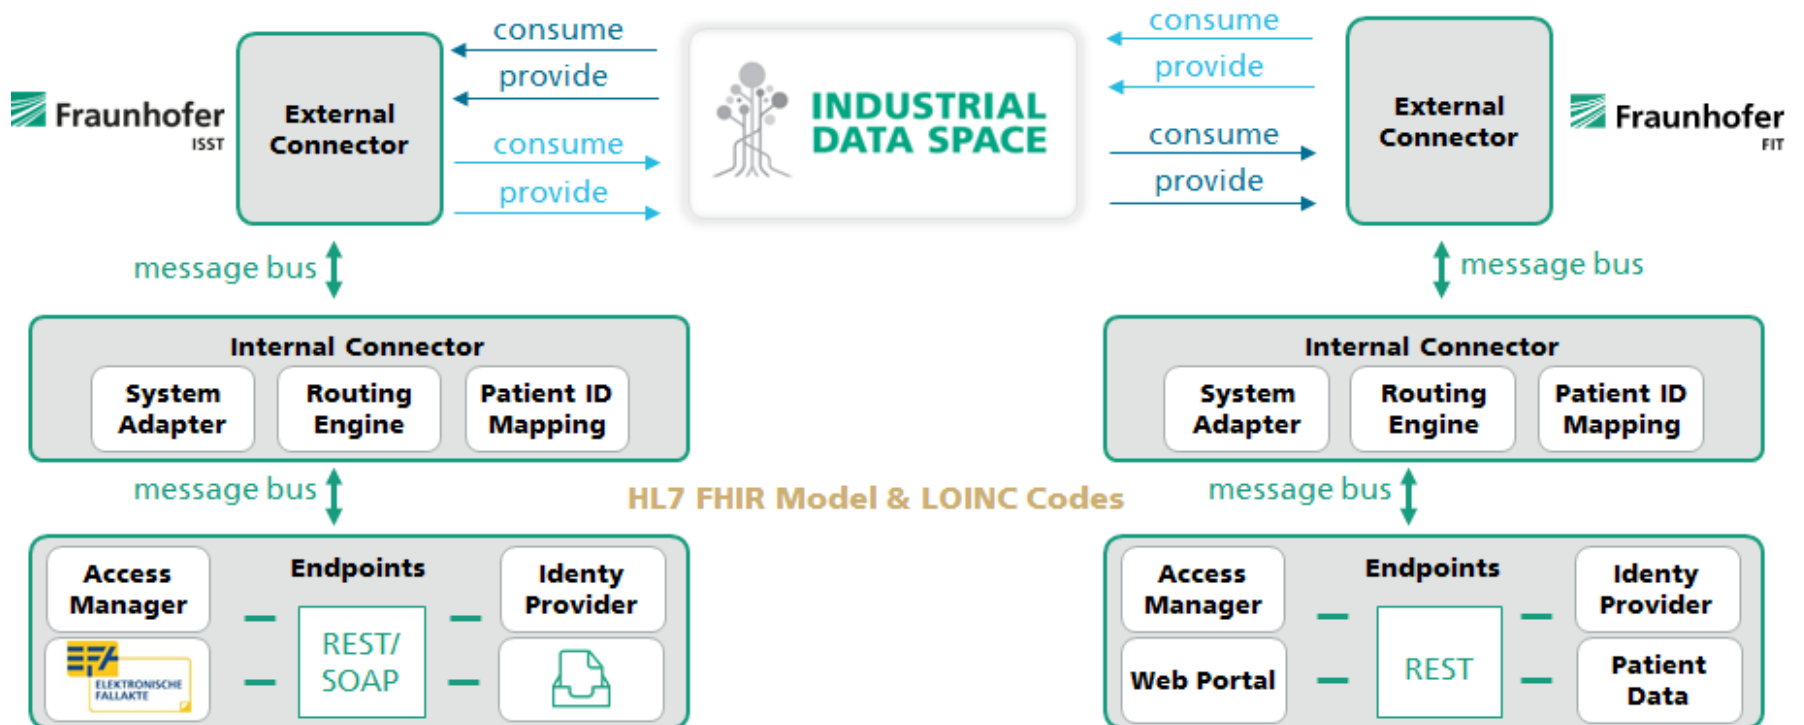 consume
provide
consume
provide
Fraunhofer
ISST
External
Connector
INDUSTRIAL
DATA SPACE
consume
provide
consume
provide
External
Connector
Fraunhofer
FIT
message bus
message bus
Internal Connector
System
Adapter
Routing
Engine
Patient ID
Mapping
Internal Connector
System
Adapter
Routing
Engine
Patient ID
Mapping
message bus
HL7 FHIR Model & LOINC Codes
message bus
Endpoints
Access
Manager
Identy
Provider
REST/
SOAP
EFA
ELEKTRONISCHE
FALLAKTE
Endpoints
Access
Manager
Identy
Provider
Web Portal
REST
Patient
Data